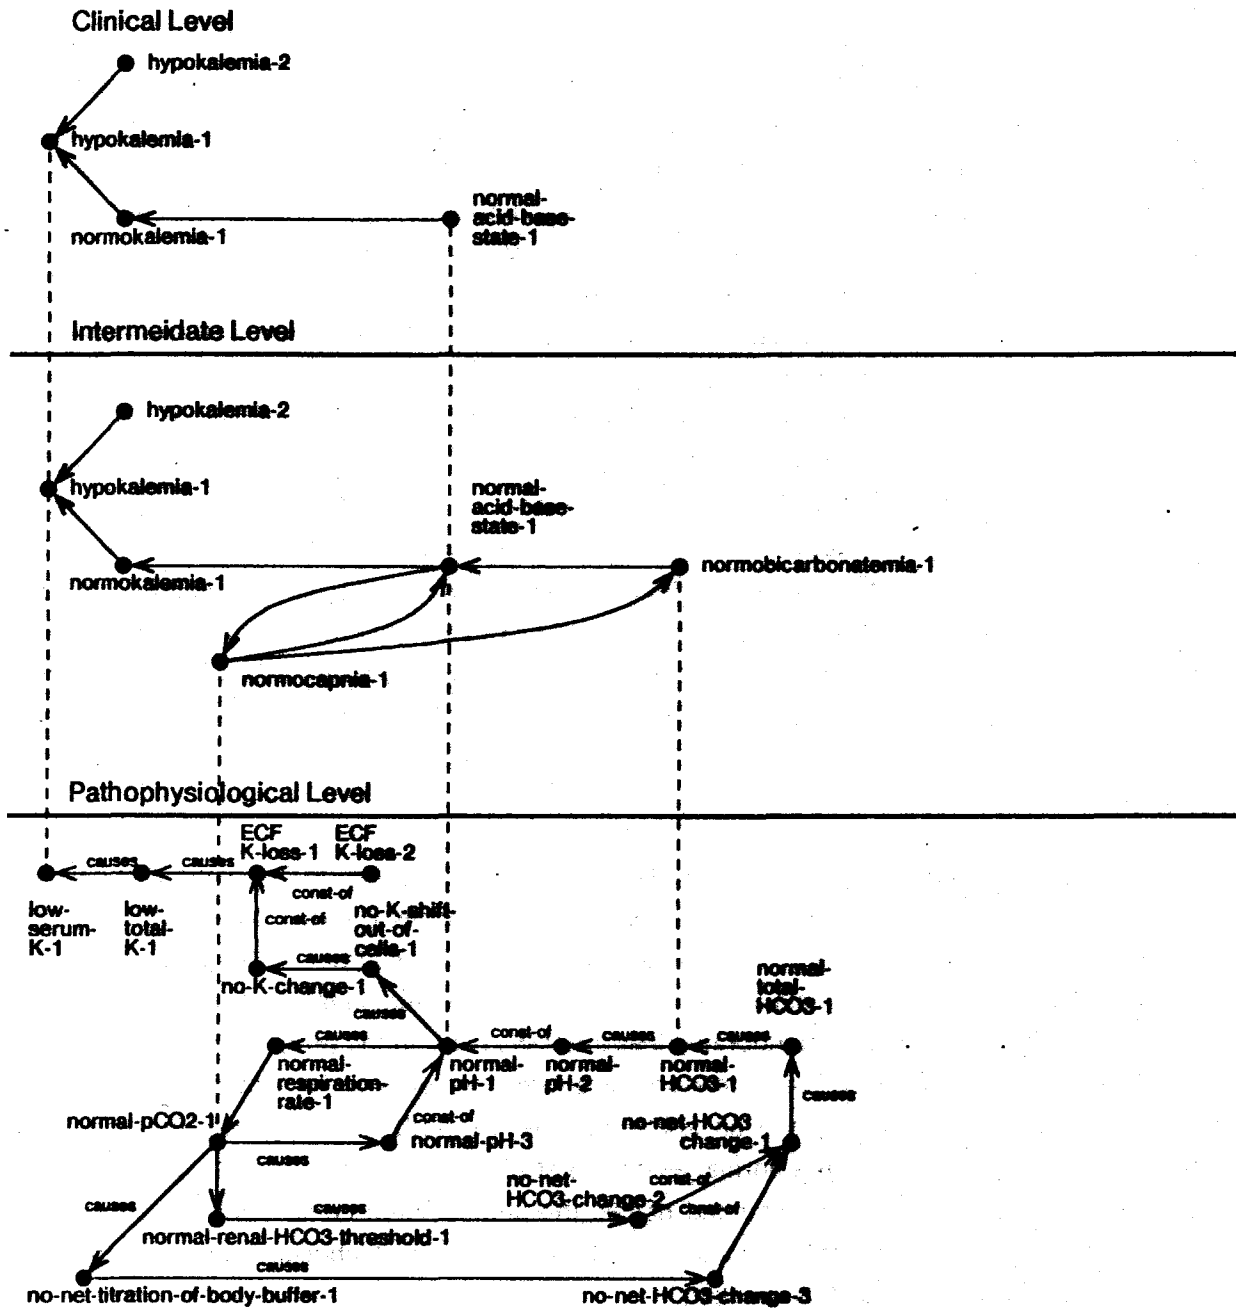 Clinical Level
hypokalemia-2
hypokalemia-1
normal-
acid-base-
state-1
normokalemia-1
Intermeidate Level
hypokalemia-2
hypokalemia-1
normal-
acid-base-
state-1
normobicarbonatemia-1
normokalemia-1
normocapnia-1
Pathophysiological Level
ECF
K-loss-1
ECF
K-loss-2
causes
causes
const-of
low-
serum-
K-1
low-
total-
K-1
const-of
no-K-shift-
out-of-
cells-1
causes
no-K-change-1
normal-
total-
HCO3-1
causes
causes
const-of
causes
causes
normal-
respiration-
rate-1
normal-
pH-1
normal-
pH-2
normal-
HCO3-1
causes
normal-pCO2-1
const-of
normal-pH-3
no-net-HCO3
change-1
causes
no-net-
HCO3-change-2
const-of
causes
causes
const-of
normal-renal-HCO3-threshold-1
causes
no-net-titration-of-body-buffer-1
no-net-HCO3-change-3